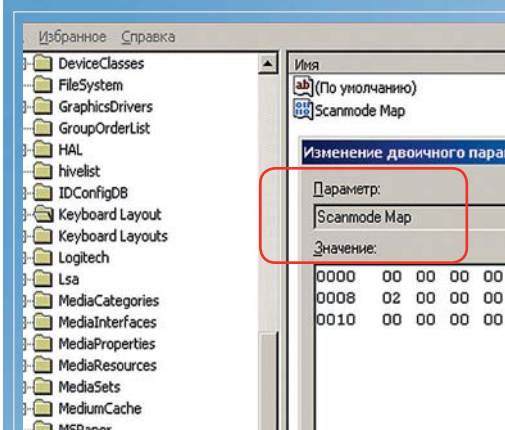 Избранное Справка
DeviceClasses
FileSystem
GraphicsDrivers
GroupOrderList
HAL
hivelist
IDConfigDB
Keyboard Layout
Keyboard Layouts
Logitech
Lsa
MediaCategories
MediaInterfaces
MediaProperties
MediaResources
MediaSets
MediumCache
MSPaper
Имя
(По умолчанию)
Scanmode Map
Изменение двоичного пара
Параметр:
Scanmode Map
Значение:
0000 00 00 00 00
0008 02 00 00 00
0010 00 00 00 00